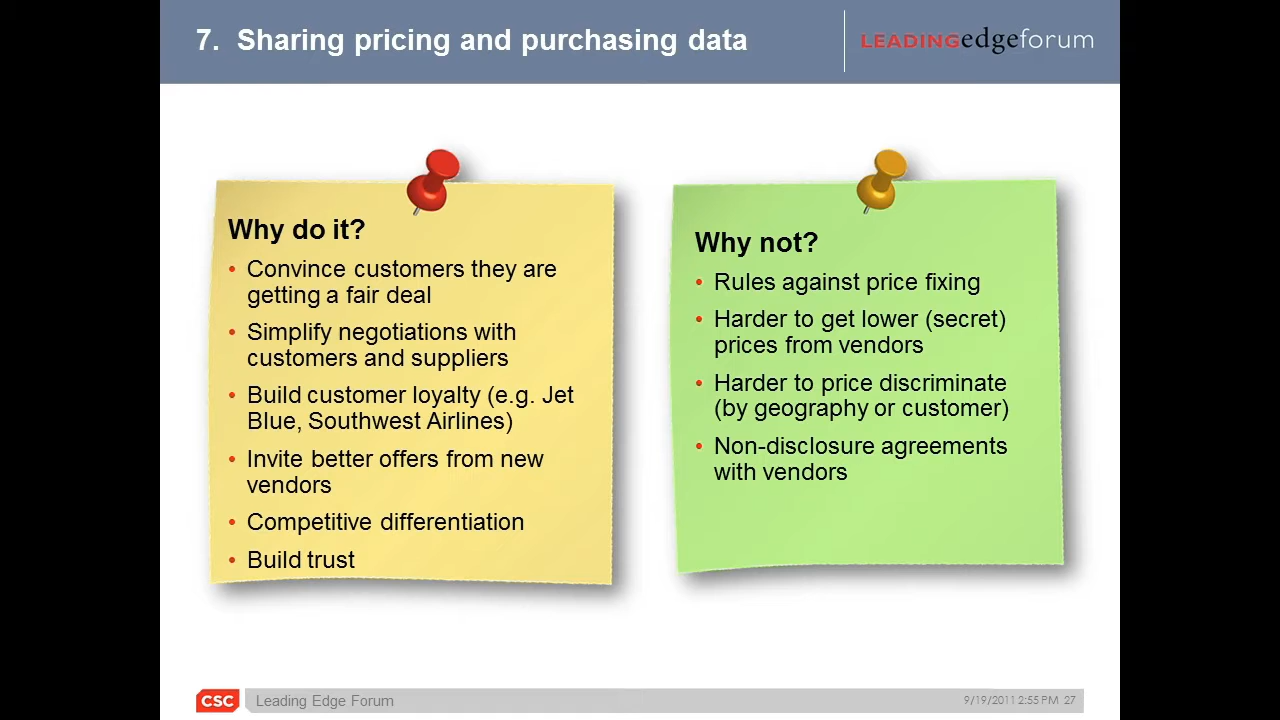 7. Sharing pricing and purchasing data
LEADINGedgeforum
Why do it?
• Convince customers they are
getting a fair deal
• Simplify negotiations with
customers and suppliers
• Build customer loyalty (e.g. Jet
Blue, Southwest Airlines)
• Invite better offers from new
vendors
• Competitive differentiation
• Build trust
Why not?
• Rules against price fixing
• Harder to get lower (secret)
prices from vendors
• Harder to price discriminate
(by geography or customer)
• Non-disclosure agreements
with vendors
CSC Leading Edge Forum
9/19/2011 2:55 PM 27